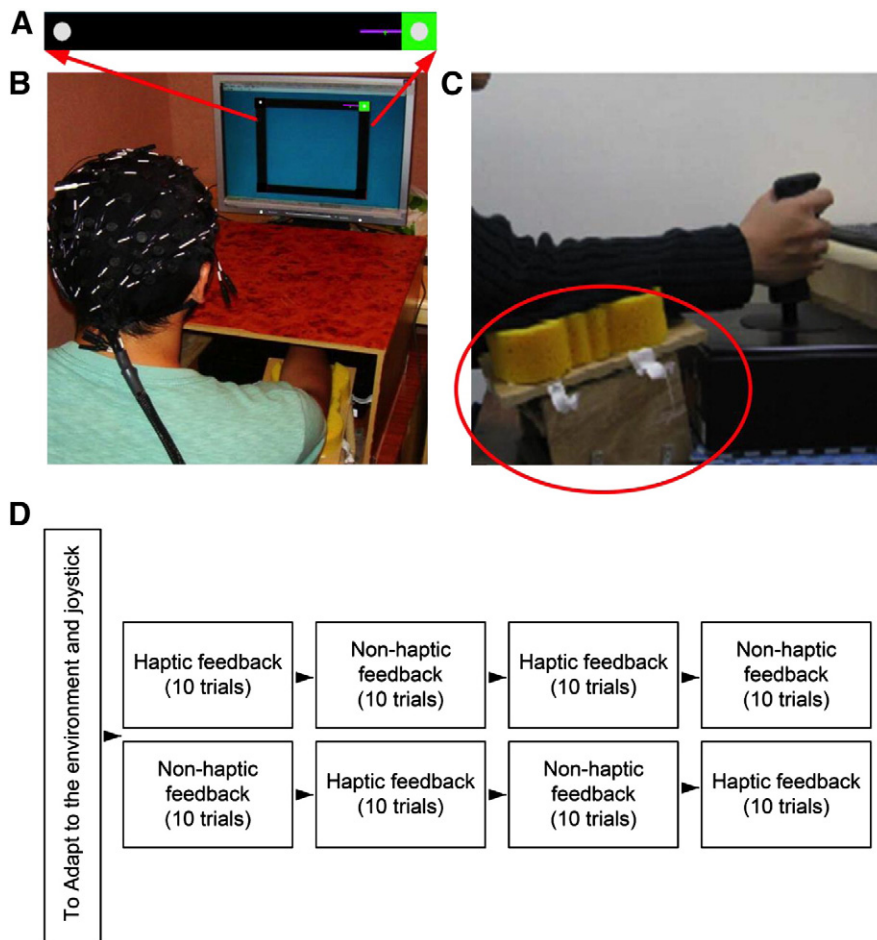 A
B
C
D
To Adapt to the environment and joystick
Haptic feedback
(10 trials)
Non-haptic
feedback
(10 trials)
Haptic feedback
(10 trials)
Non-haptic
feedback
(10 trials)
Non-haptic
feedback
(10 trials)
Haptic feedback
(10 trials)
Non-haptic
feedback
(10 trials)
Haptic feedback
(10 trials)